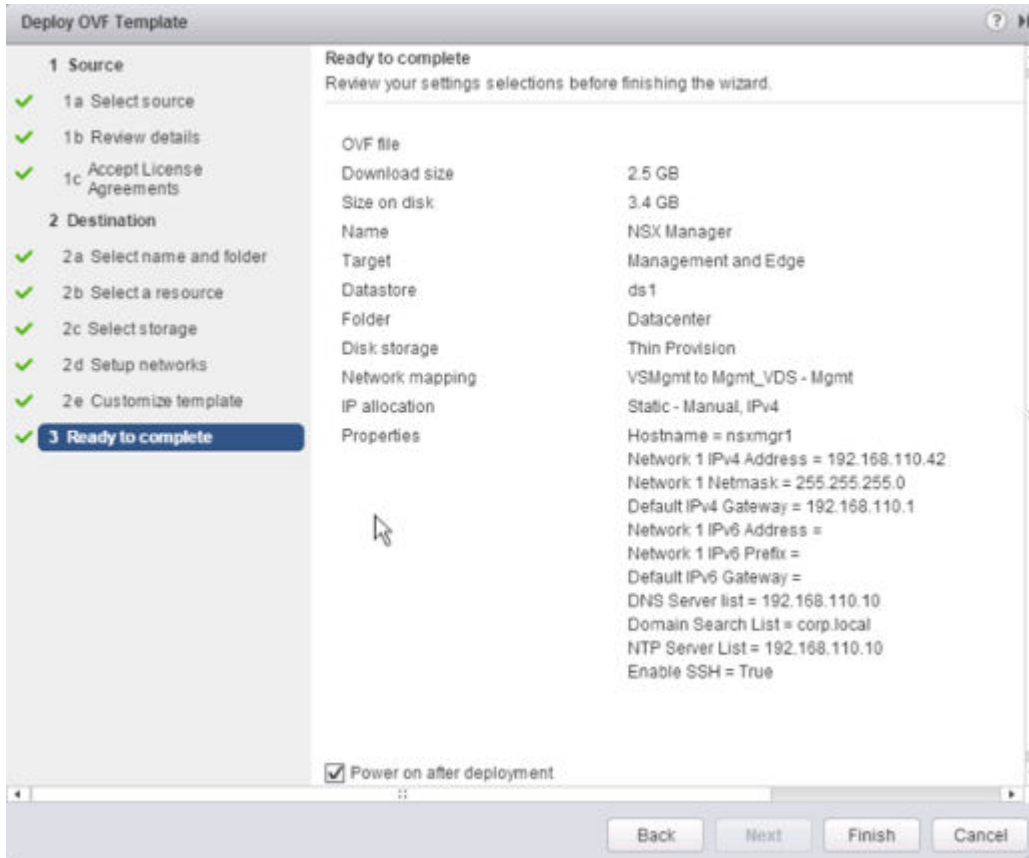 Deploy OVF Template
?
1 Source
1a Select source
1b Review details
1c Accept License
Agreements
2 Destination
2a Select name and folder
2b Select a resource
2c Select storage
2d Setup networks
2e Customize template
3 Ready to complete
Ready to complete
Review your settings selections before finishing the wizard.
OVF file
Download size 2.5 GB
Size on disk 3.4 GB
Name NSX Manager
Target Management and Edge
Datastore ds1
Folder Datacenter
Disk storage Thin Provision
Network mapping VSMgmt to Mgmt_VDS - Mgmt
IP allocation Static - Manual, IPv4
Properties Hostname = nsxmgr1
Network 1 IPv4 Address = 192.168.110.42
Network 1 Netmask = 255.255.255.0
Default IPv4 Gateway = 192.168.110.1
Network 1 IPv6 Address =
Network 1 IPv6 Prefix =
Default IPv6 Gateway =
DNS Server list = 192.168.110.10
Domain Search List = corp.local
NTP Server List = 192.168.110.10
Enable SSH = True
Power on after deployment
Back Next Finish Cancel